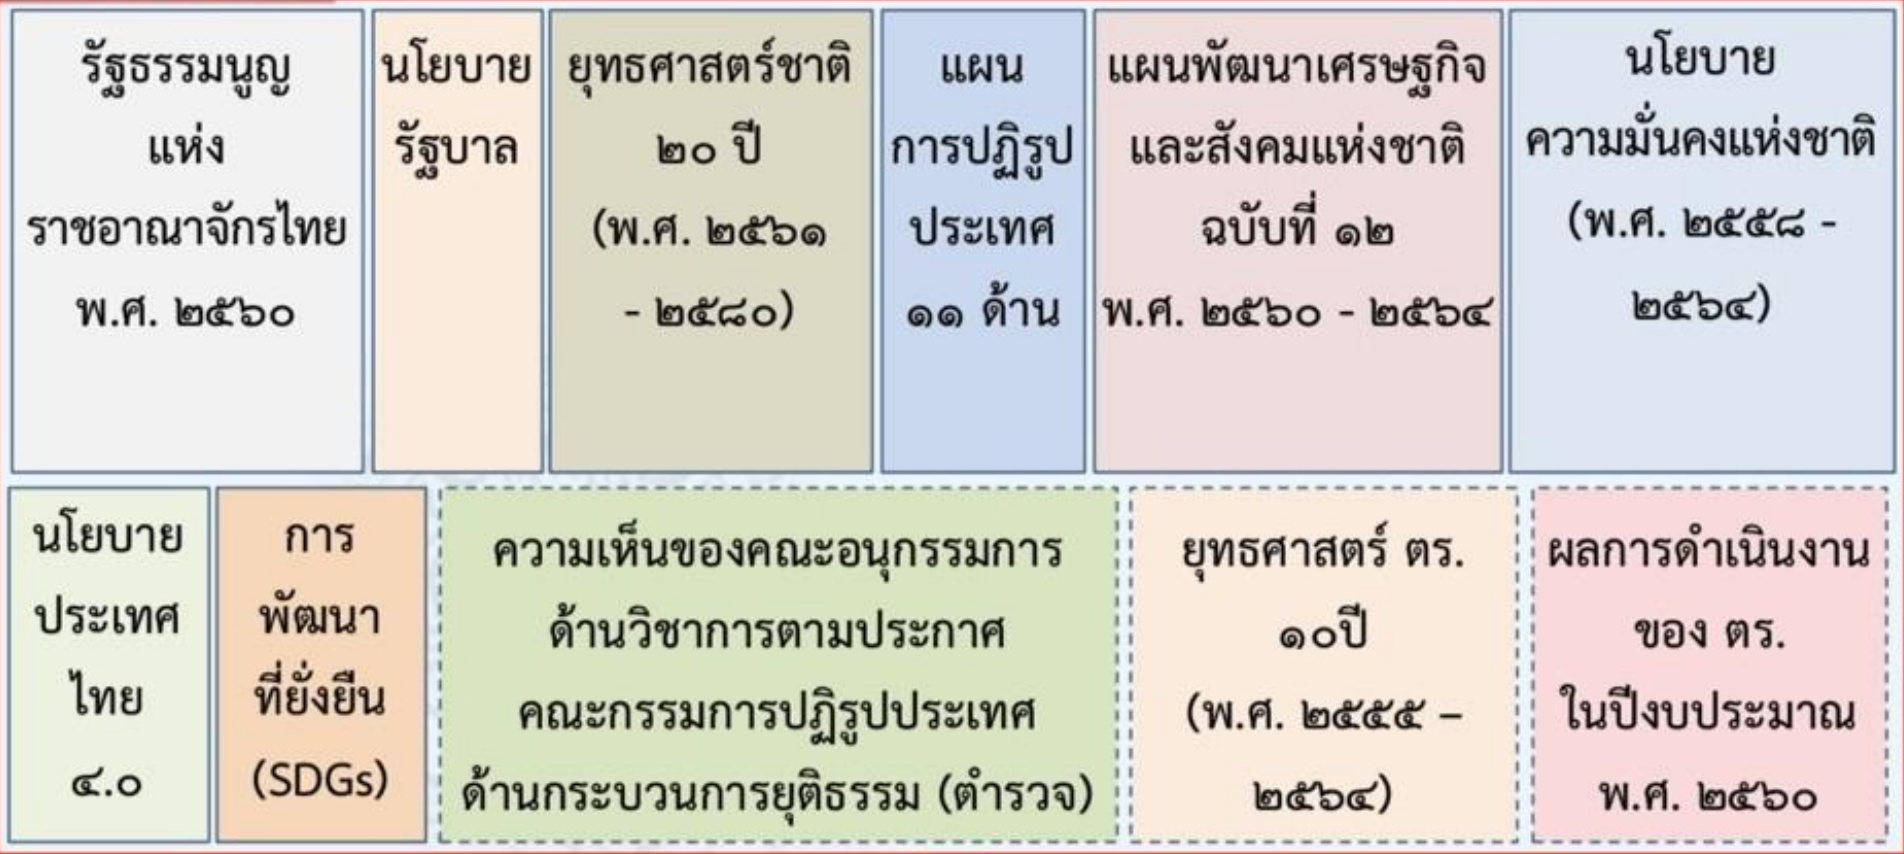 รัฐธรรมนูญ
แห่ง
ราชอาณาจักรไทย
พ.ศ. ๒๕๖๐
นโยบาย
รัฐบาล
ยุทธศาสตร์ชาติ
๒๐ ปี
(พ.ศ. ๒๕๖๑
- ๒๕๘๐)
แผน
การปฏิรูป
ประเทศ
๑๑ ด้าน
แผนพัฒนาเศรษฐกิจ
และสังคมแห่งชาติ
ฉบับที่ ๑๒
พ.ศ. ๒๕๖๐ - ๒๕๖๔
นโยบาย
ความมั่นคงแห่งชาติ
(พ.ศ. ๒๕๕๘ -
๒๕๖๔)
นโยบาย
ประเทศ
ไทย
๔.๐
การ
พัฒนา
ที่ยั่งยืน
(SDGs)
ความเห็นของคณะอนุกรรมการ
ด้านวิชาการตามประกาศ
คณะกรรมการปฏิรูปประเทศ
ด้านกระบวนการยุติธรรม (ตำรวจ)
ยุทธศาสตร์ ตร.
๑๐ปี
(พ.ศ. ๒๕๕๕ –
๒๕๖๔)
ผลการดำเนินงาน
ของ ตร.
ในปีงบประมาณ
พ.ศ. ๒๕๖๐